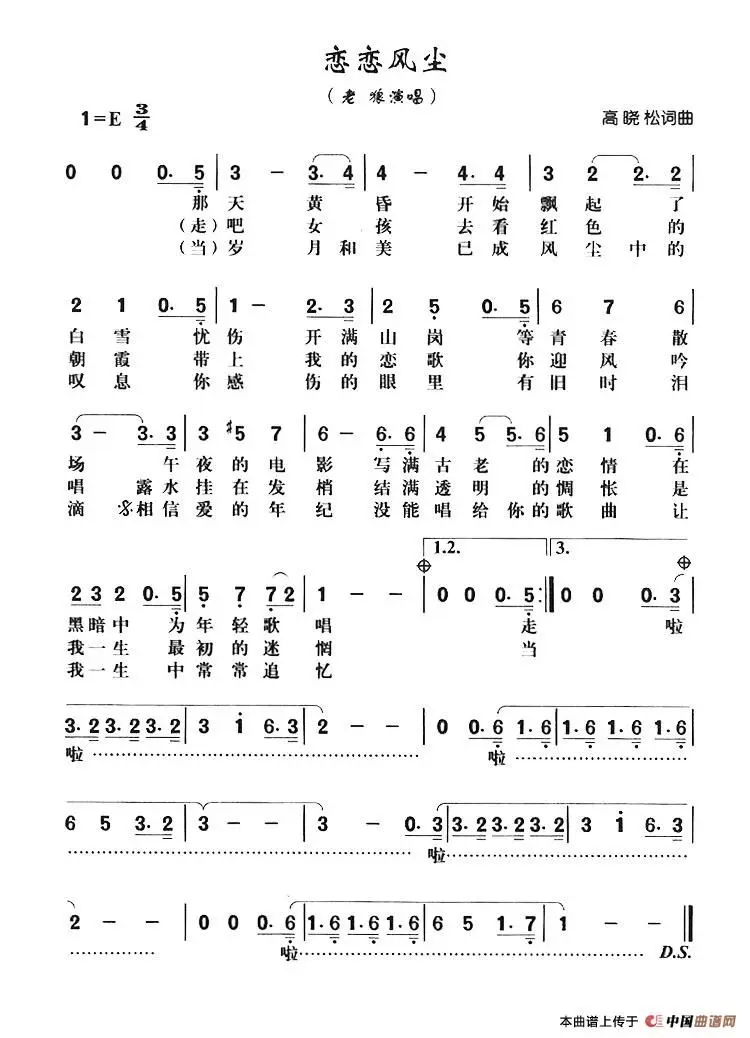 恋恋风尘
(老 狼演唱)
1=E 3/4
高晓松词曲
0 0 0. 5 | 3 - 3. 4 | 4 - 4. 4 | 3 2 2. 2 |
那天 黄昏 开始飘起了
(走)吧 女孩 去看红色的
(当)岁 月和美 已成风尘中的
2 1 0. 5 | 1 - 2. 3 | 2 5 0. 5 | 6 7 6 |
白雪 忧伤 开满山岗 等青春散
朝霞 带上 我的恋歌 你迎风吟
叹息 你感 伤的眼里 有旧时泪
3 - 3. 3 | 3 #5 7 | 6 - 6. 6 | 4 5 5. 6 | 5 1 0. 6 |
场 午夜的电影 写满古老的恋情 在
唱 露水挂在发梢 结满透明的惆怅 是
滴 相信爱的年纪 没能唱给你的歌曲 让
1.2. 3.
2 3 2 0. 5 | 5 7 7 2 | 1 - - | 0 0 0. 5 :| 0 0 0. 3 |
黑暗中 为年轻歌唱 走 啦
我一生 最初的迷惘 当
我一生 中常常追忆
3. 2 3. 2 3. 2 | 3 1 6. 3 | 2 - - | 0 0 0. 6 | 1. 6 1. 6 1. 6 |
啦 啦
6 5 3. 2 | 3 - - | 3 - 0. 3 | 3. 2 3. 2 3. 2 | 3 1 6. 3 |
啦
2 - - | 0 0 0. 6 | 1. 6 1. 6 1. 6 | 6 5 1. 7 | 1 - - ‖
啦 D.S.
本曲谱上传于 中国曲谱网